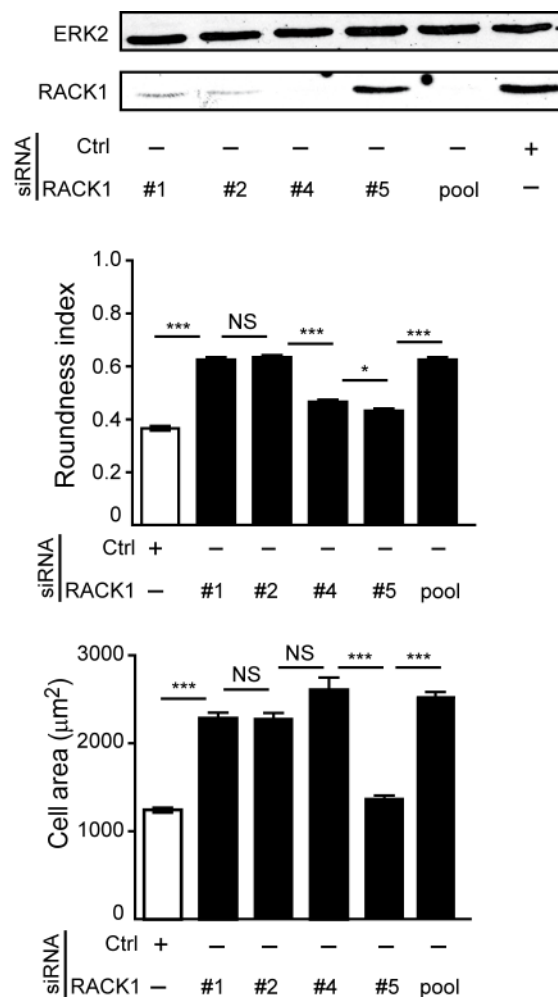 ERK2
RACK1
siRNA
Ctrl – – – – – +
RACK1 #1 #2 #4 #5 pool –
Roundness index
0.8
0.6
0.4
0.2
0
*** NS *** * ***
siRNA
Ctrl + – – – – –
RACK1 – #1 #2 #4 #5 pool
Cell area (μm²)
3000
2000
1000
0
*** NS NS *** ***
siRNA
Ctrl + – – – – –
RACK1 – #1 #2 #4 #5 pool